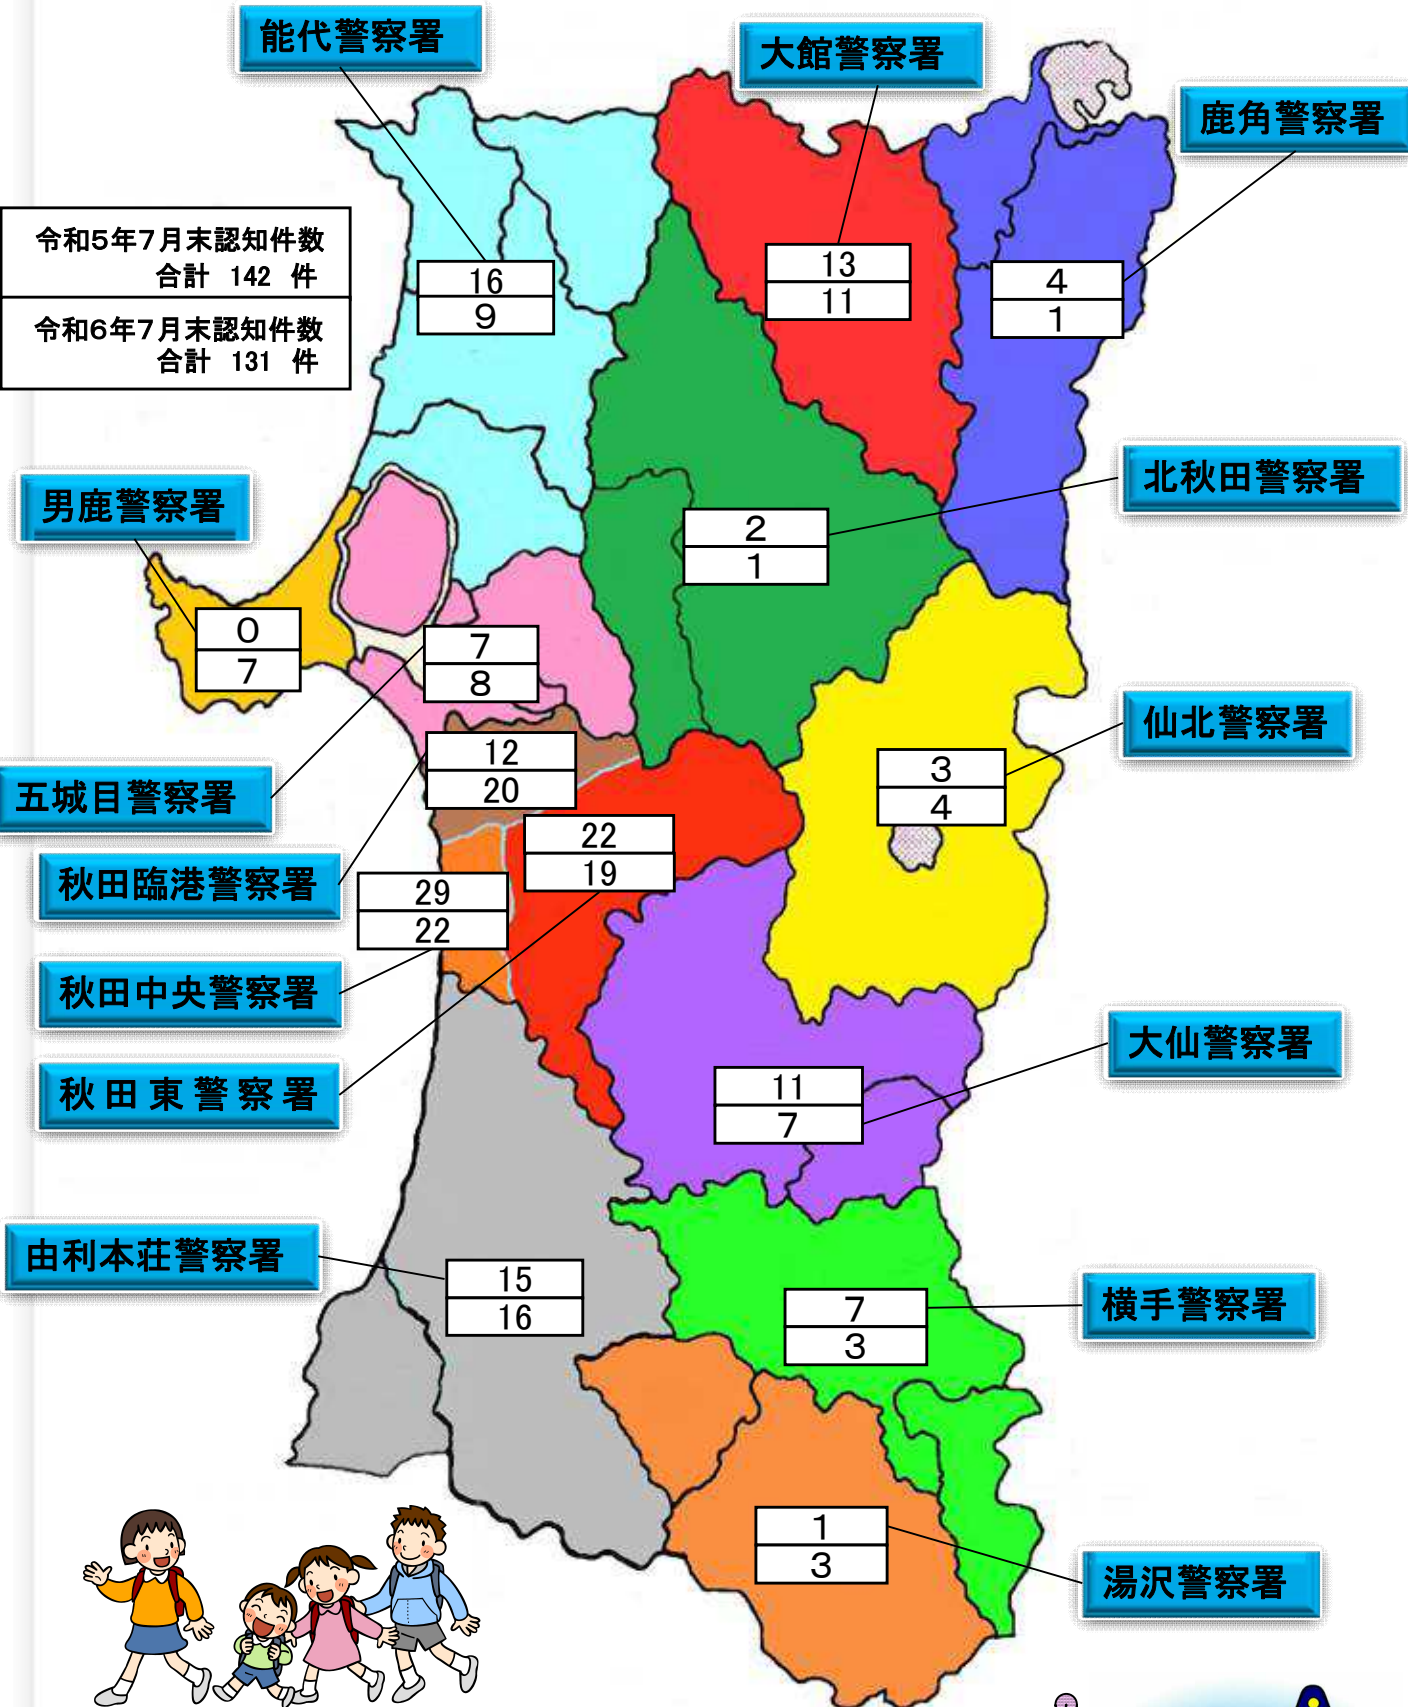 能代警察署
大館警察署
鹿角警察署
令和5年7月末認知件数
合計 142 件
令和6年7月末認知件数
合計 131 件
16
9
13
11
4
1
男鹿警察署
北秋田警察署
2
1
0
7
7
8
仙北警察署
12
20
3
4
五城目警察署
22
19
秋田臨港警察署
29
22
秋田中央警察署
大仙警察署
秋田東警察署
11
7
由利本荘警察署
15
16
横手警察署
7
3
1
3
湯沢警察署